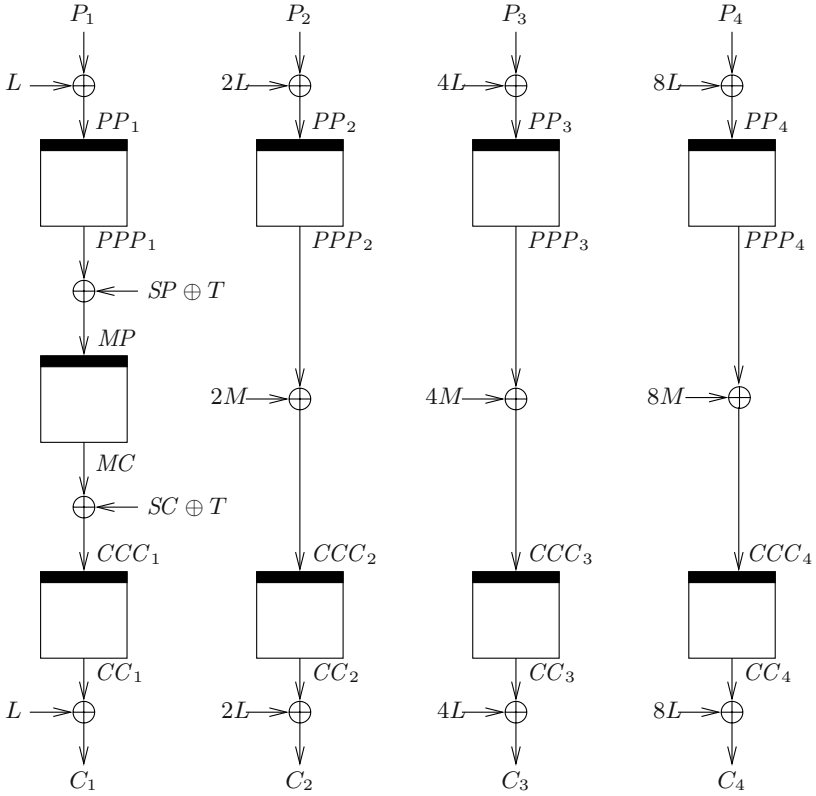 P₁ P₂ P₃ P₄
L 2L 4L 8L
PP₁ PP₂ PP₃ PP₄
PPP₁ PPP₂ PPP₃ PPP₄
SP ⊕ T
MP
2M 4M 8M
MC
SC ⊕ T
CCC₁ CCC₂ CCC₃ CCC₄
CC₁ CC₂ CC₃ CC₄
L 2L 4L 8L
C₁ C₂ C₃ C₄